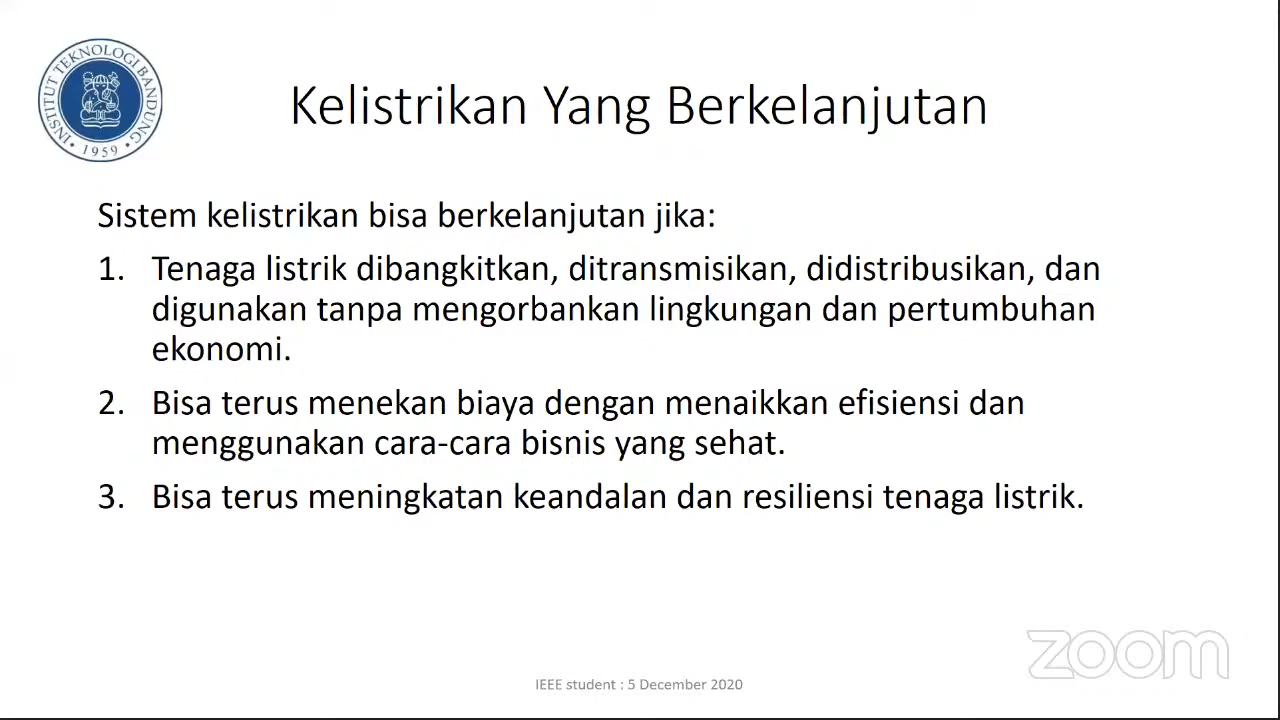 INSTITUT TEKNOLOGI BANDUNG
1959
Kelistrikan Yang Berkelanjutan
Sistem kelistrikan bisa berkelanjutan jika:
1. Tenaga listrik dibangkitkan, ditransmisikan, didistribusikan, dan
digunakan tanpa mengorbankan lingkungan dan pertumbuhan
ekonomi.
2. Bisa terus menekan biaya dengan menaikkan efisiensi dan
menggunakan cara-cara bisnis yang sehat.
3. Bisa terus meningkatan keandalan dan resiliensi tenaga listrik.
zoom
IEEE student : 5 December 2020